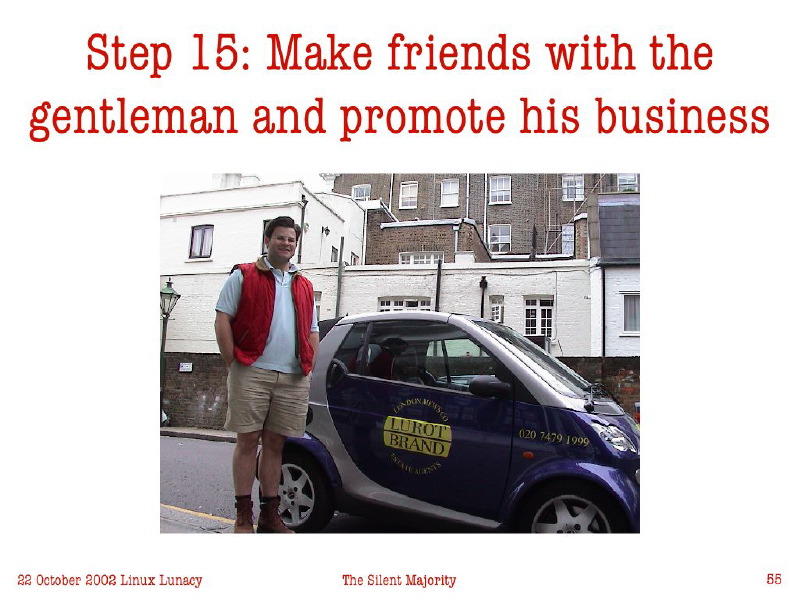 Step 15: Make friends with the
gentleman and promote his business
LONDON MEWS CO
LUROT
BRAND
ESTATE AGENTS
020 7479 1999
22 October 2002 Linux Lunacy
The Silent Majority
55